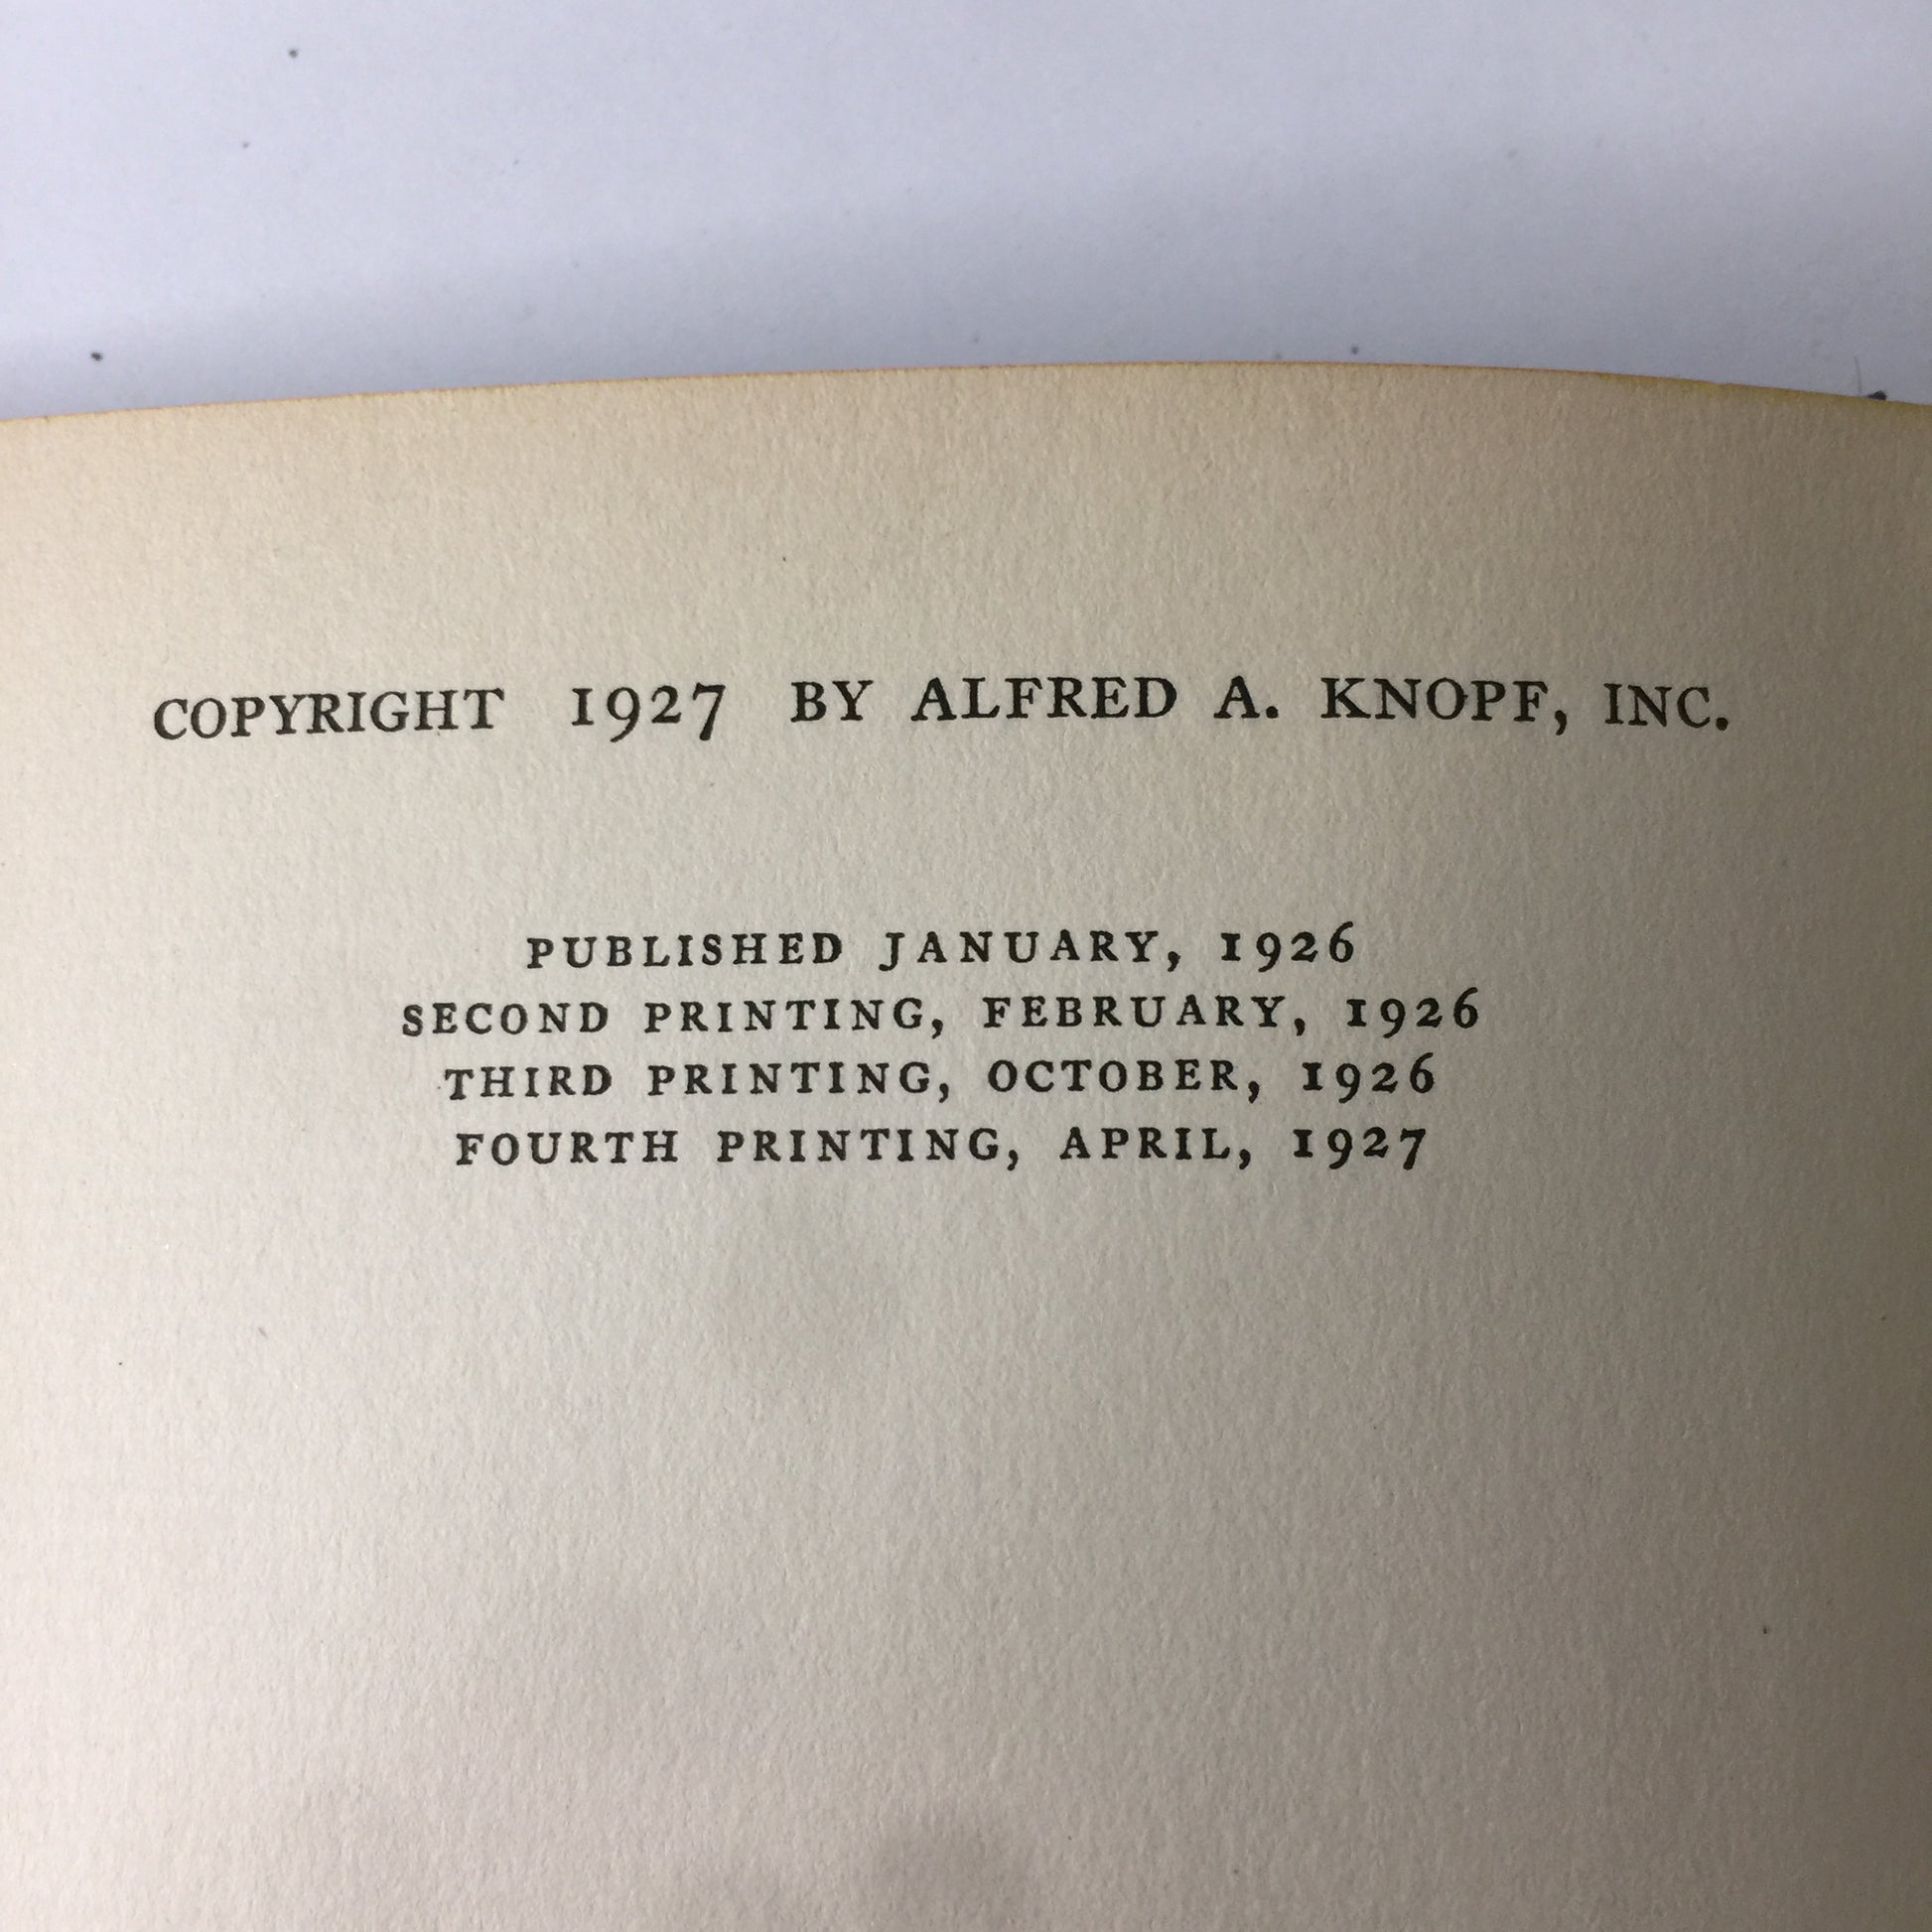 COPYRIGHT 1927 BY ALFRED A. KNOPF, INC.
PUBLISHED JANUARY, 1926
SECOND PRINTING, FEBRUARY, 1926
THIRD PRINTING, OCTOBER, 1926
FOURTH PRINTING, APRIL, 1927